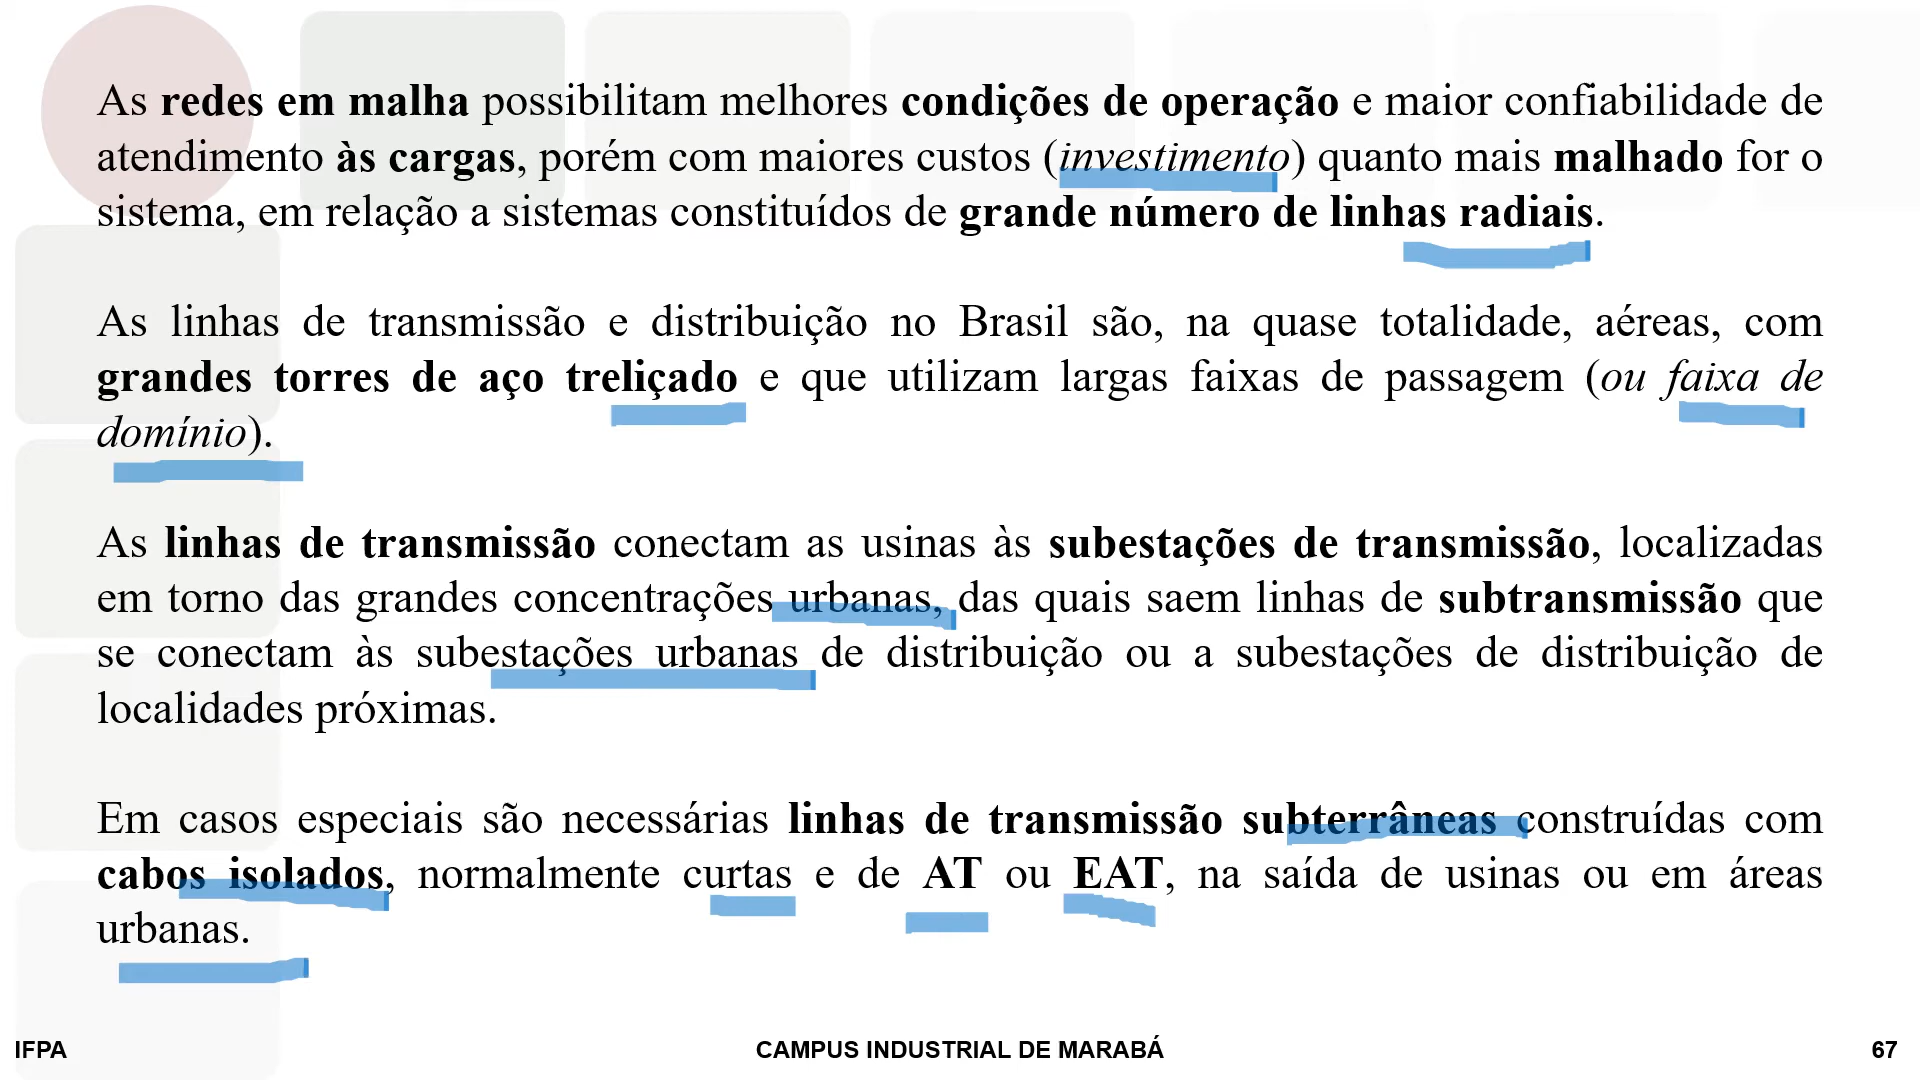 As redes em malha possibilitam melhores condições de operação e maior confiabilidade de
atendimento às cargas, porém com maiores custos (investimento) quanto mais malhado for o
sistema, em relação a sistemas constituídos de grande número de linhas radiais.
As linhas de transmissão e distribuição no Brasil são, na quase totalidade, aéreas, com
grandes torres de aço treliçado e que utilizam largas faixas de passagem (ou faixa de
domínio).
As linhas de transmissão conectam as usinas às subestações de transmissão, localizadas
em torno das grandes concentrações urbanas, das quais saem linhas de subtransmissão que
se conectam às subestações urbanas de distribuição ou a subestações de distribuição de
localidades próximas.
Em casos especiais são necessárias linhas de transmissão subterrâneas construídas com
cabos isolados, normalmente curtas e de AT ou EAT, na saída de usinas ou em áreas
urbanas.
IFPA
CAMPUS INDUSTRIAL DE MARABÁ
67